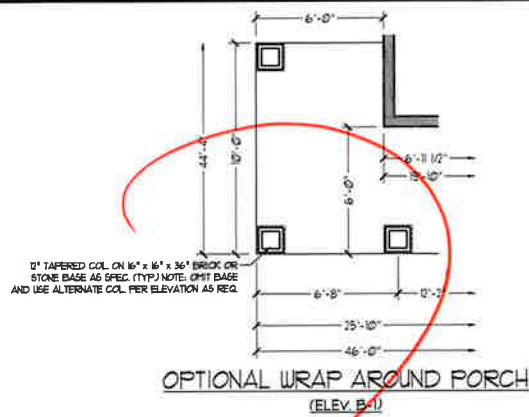 6'-0"
44'-4"
10'-0"
6'-0"
6'-11 1/2"
15'-10"
12" TAPERED COL. ON 16" x 16" x 36" BRICK OR
STONE BASE AS SPEC. (TYP.) NOTE: OMIT BASE
AND USE ALTERNATE COL. PER ELEVATION AS REQ.
6'-8"
12'-2"
25'-10"
46'-0"
OPTIONAL WRAP AROUND PORCH
(ELEV. B-1)